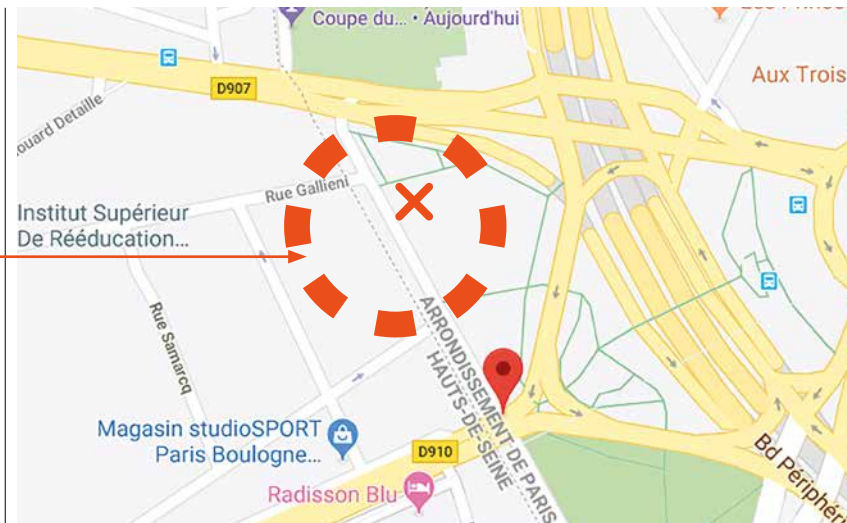 Coupe du... • Aujourd'hui
D907
Aux Trois
ouard Detaille
Rue Gallieni
Institut Supérieur
De Rééducation...
Rue Samarcq
ARRONDISSEMENT DE PARIS
HAUTS-DE-SEINE
Magasin studioSPORT
Paris Boulogne...
D910
Bd Périphér
Radisson Blu